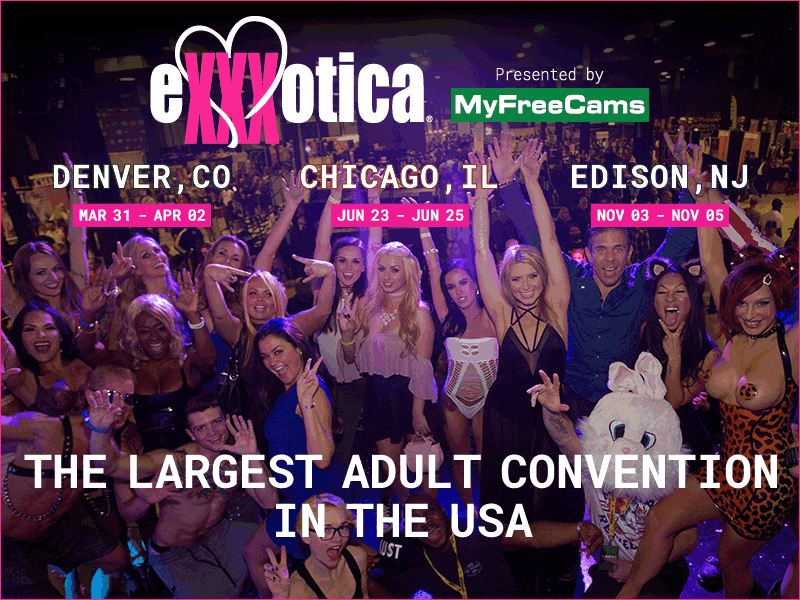 eXXXotica®
Presented by
MyFreeCams
DENVER,CO
CHICAGO,IL
EDISON,NJ
MAR 31 - APR 02
JUN 23 - JUN 25
NOV 03 - NOV 05
THE LARGEST ADULT CONVENTION
IN THE USA
UST